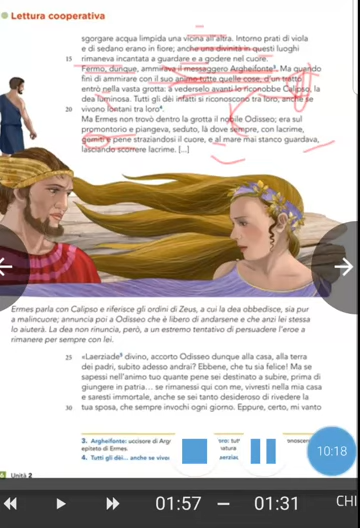 Lettura cooperativa
sgorgare acqua limpida una vicina all'altra. Intorno prati di viola
e di sedano erano in fiore; anche una divinità in questi luoghi
15 rimaneva incantata a guardare e a godere nel cuore.
Fermo, dunque, ammirava il messaggero Argheifonte³. Ma quando
finì di ammirare con il suo animo tutte quelle cose, d'un tratto
entrò nella vasta grotta: a vederselo avanti lo riconobbe Calipso, la
dea luminosa. Tutti gli dèi infatti si riconoscono tra loro, anche se
20 vivono lontani tra loro⁴.
Ma Ermes non trovò dentro la grotta il nobile Odisseo; era sul
promontorio e piangeva, seduto, là dove sempre, con lacrime,
gemiti e pene straziandosi il cuore, e al mare mai stanco guardava,
lasciando scorrere lacrime. [...]
Ermes parla con Calipso e riferisce gli ordini di Zeus, a cui la dea obbedisce, sia pur
a malincuore; annuncia poi a Odisseo che è libero di andarsene e che anzi lei stessa
lo aiuterà. La dea non rinuncia, però, a un estremo tentativo di persuadere l'eroe a
rimanere per sempre con lei.
25 «Laerziade⁵ divino, accorto Odisseo dunque alla casa, alla terra
dei padri, subito adesso andrai? Ebbene, che tu sia felice! Ma se
sapessi nell'animo tuo quante pene sei destinato a subire, prima di
giungere in patria... se rimanessi qui con me, vivresti nella mia casa
e saresti immortale, anche se sei tanto desideroso di rivedere la
30 tua sposa, che sempre invochi ogni giorno. Eppure, certo, mi vanto
3. Argheifonte: uccisore di Arg
epiteto di Ermes.
4. Tutti gli dèi... anche se vivo
10:18
6 Unità 2
01:57 – 01:31 CHI